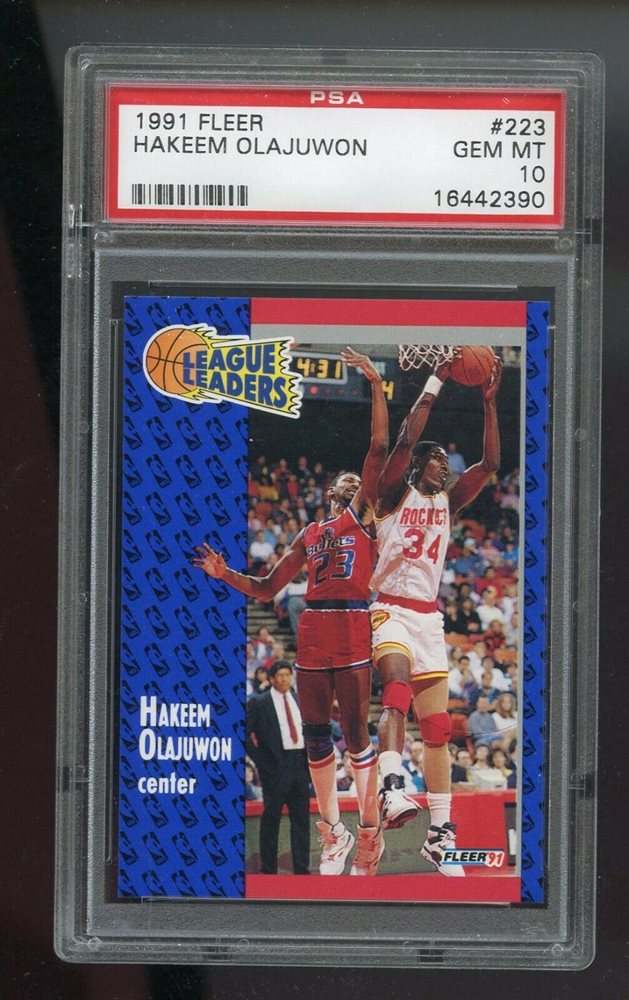 PSA
1991 FLEER #223
HAKEEM OLAJUWON GEM MT
10
16442390
LEAGUE
LEADERS
4:31
4
ROCKETS
34
Bullets
23
HAKEEM
OLAJUWON
center
FLEER '91